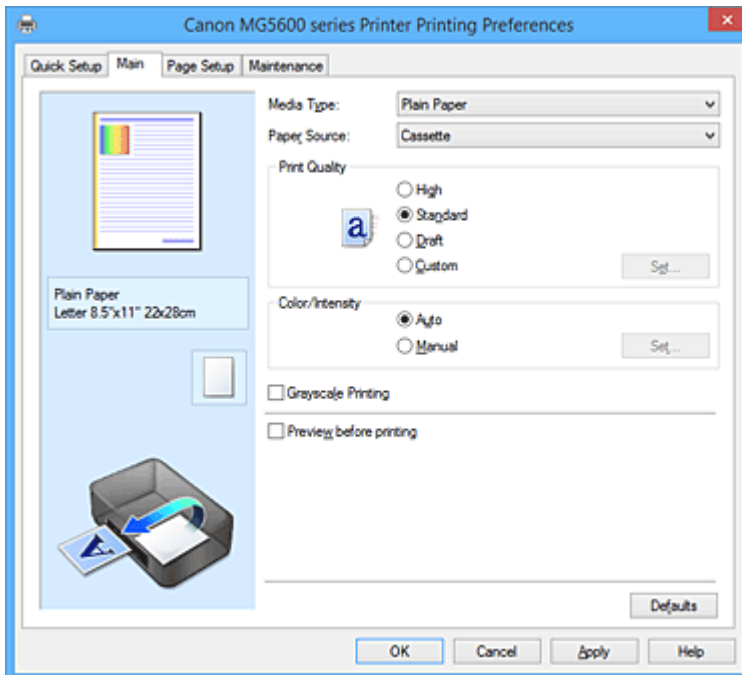 Canon MG5600 series Printer Printing Preferences
Quick Setup Main Page Setup Maintenance
Media Type: Plain Paper
Paper Source: Cassette
Print Quality
High
a Standard
Draft
Custom Set...
Plain Paper
Letter 8.5"x11" 22x28cm
Color/Intensity
Auto
Manual Set...
Grayscale Printing
Preview before printing
A
Defaults
OK Cancel Apply Help